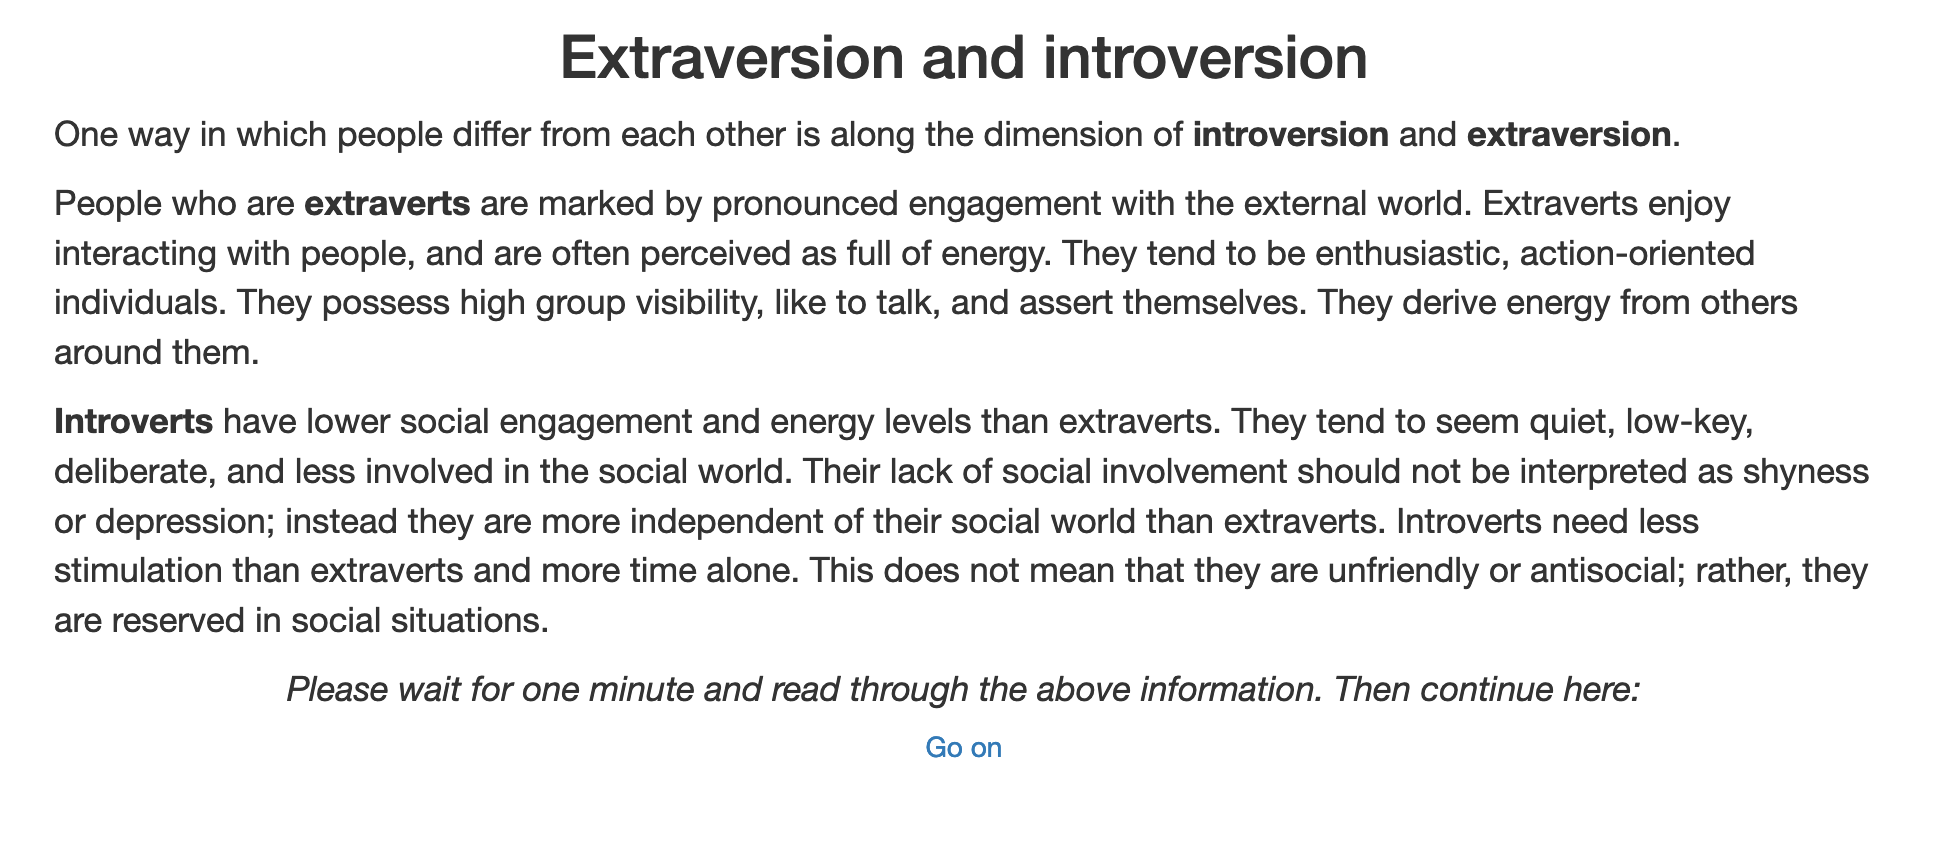 Extraversion and introversion
One way in which people differ from each other is along the dimension of introversion and extraversion.
People who are extraverts are marked by pronounced engagement with the external world. Extraverts enjoy
interacting with people, and are often perceived as full of energy. They tend to be enthusiastic, action-oriented
individuals. They possess high group visibility, like to talk, and assert themselves. They derive energy from others
around them.
Introverts have lower social engagement and energy levels than extraverts. They tend to seem quiet, low-key,
deliberate, and less involved in the social world. Their lack of social involvement should not be interpreted as shyness
or depression; instead they are more independent of their social world than extraverts. Introverts need less
stimulation than extraverts and more time alone. This does not mean that they are unfriendly or antisocial; rather, they
are reserved in social situations.
Please wait for one minute and read through the above information. Then continue here:
Go on